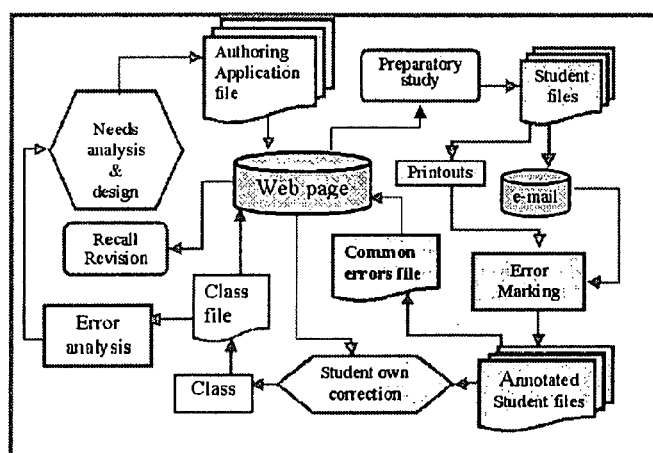 Authoring
Application
file
Preparatory
study
Student
files
Needs
analysis
&
design
Web page
Printouts
e-mail
Recall
Revision
Common
errors file
Error
Marking
Class
file
Error
analysis
Class
Student own
correction
Annotated
Student files